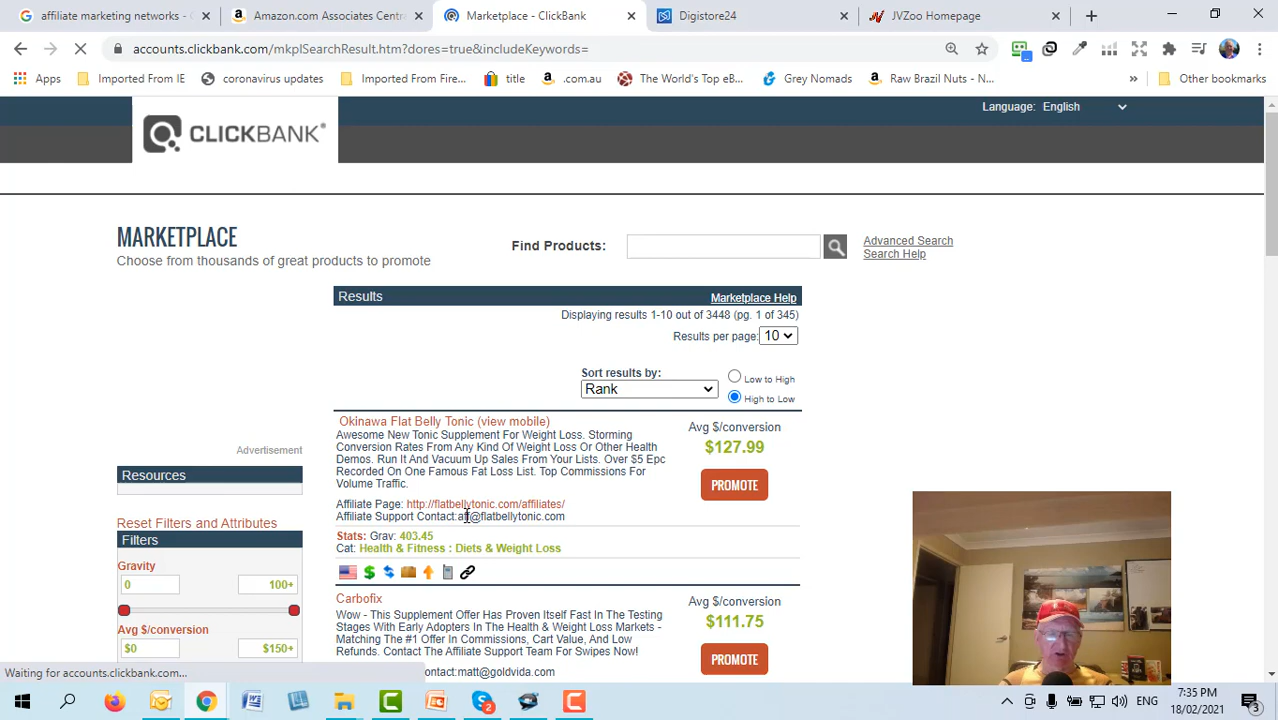 affiliate marketing networks -
Amazon.com Associates Centra
Marketplace - ClickBank
Digistore24
JVZoo Homepage
accounts.clickbank.com/mkplSearchResult.htm?dores=true&includeKeywords=
Apps
Imported From IE
coronavirus updates
Imported From Fire...
title
.com.au
The World's Top-eB...
Grey Nomads
Raw Brazil Nuts - N...
»
Other bookmarks
Language: English
CLICKBANK®
MARKETPLACE
Choose from thousands of great products to promote
Find Products:
Advanced Search
Search Help
Results
Marketplace Help
Displaying results 1-10 out of 3448 (pg. 1 of 345)
Results per page: 10
Sort results by:
Rank
Low to High
High to Low
Okinawa Flat Belly Tonic (view mobile)
Awesome New Tonic Supplement For Weight Loss. Storming
Conversion Rates From Any Kind Of Weight Loss Or Other Health
Demos. Run It And Vacuum Up Sales From Your Lists. Over $5 Epc
Recorded On One Famous Fat Loss List. Top Commissions For
Volume Traffic.
Avg $/conversion
$127.99
PROMOTE
Affiliate Page: http://flatbellytonic.com/affiliates/
Affiliate Support Contact:aff@flatbellytonic.com
Stats: Grav: 403.45
Cat: Health & Fitness : Diets & Weight Loss
Advertisement
Resources
Reset Filters and Attributes
Filters
Gravity
0
100+
Avg $/conversion
$0
$150+
Carbofix
Wow - This Supplement Offer Has Proven Itself Fast In The Testing
Stages With Early Adopters In The Health & Weight Loss Markets -
Matching The #1 Offer In Commissions, Cart Value, And Low
Refunds. Contact The Affiliate Support Team For Swipes Now!
Avg $/conversion
$111.75
PROMOTE
contact:matt@goldvida.com
Waiting for accounts.clickbank.com...
2
ENG
7:35 PM
18/02/2021
3